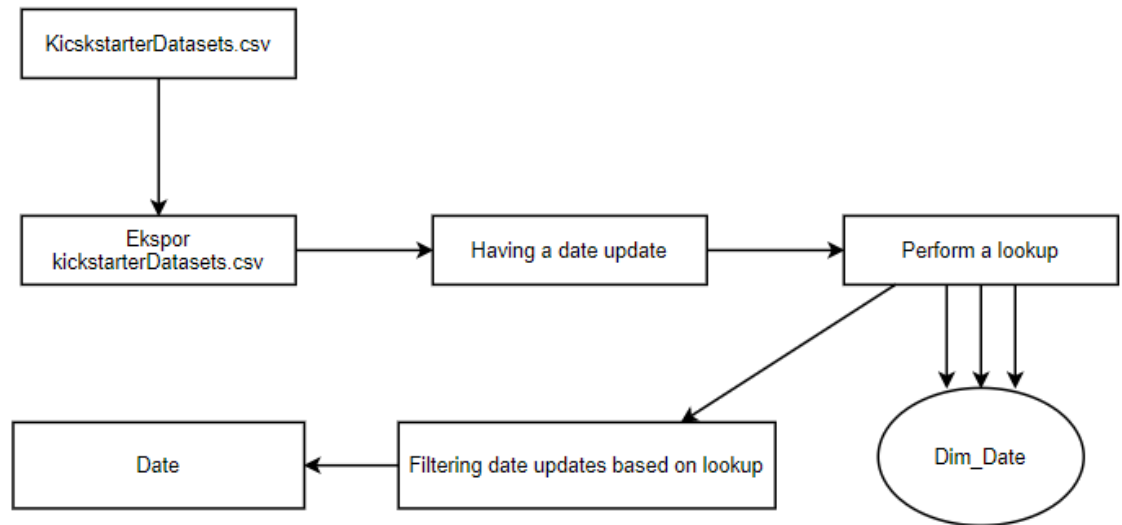 KicskstarterDatasets.csv
Ekspor
kickstarterDatasets.csv
Having a date update
Perform a lookup
Date
Filtering date updates based on lookup
Dim_Date